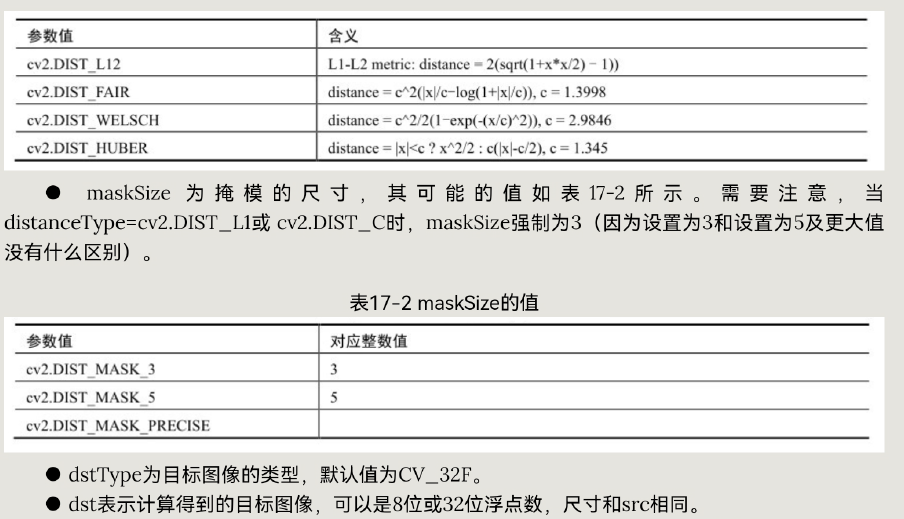 参数值 含义
cv2.DIST_L12 L1-L2 metric: distance = 2(sqrt(1+x*x/2) − 1))
cv2.DIST_FAIR distance = c^2(|x|/c−log(1+|x|/c)), c = 1.3998
cv2.DIST_WELSCH distance = c^2/2(1−exp(-(x/c)^2)), c = 2.9846
cv2.DIST_HUBER distance = |x|<c ? x^2/2 : c(|x|-c/2), c = 1.345
● maskSize 为掩模的尺寸，其可能的值如表 17-2 所示。需要注意，当
distanceType=cv2.DIST_L1或 cv2.DIST_C时，maskSize强制为3（因为设置为3和设置为5及更大值
没有什么区别）。
表17-2 maskSize的值
参数值 对应整数值
cv2.DIST_MASK_3 3
cv2.DIST_MASK_5 5
cv2.DIST_MASK_PRECISE
● dstType为目标图像的类型，默认值为CV_32F。
● dst表示计算得到的目标图像，可以是8位或32位浮点数，尺寸和src相同。